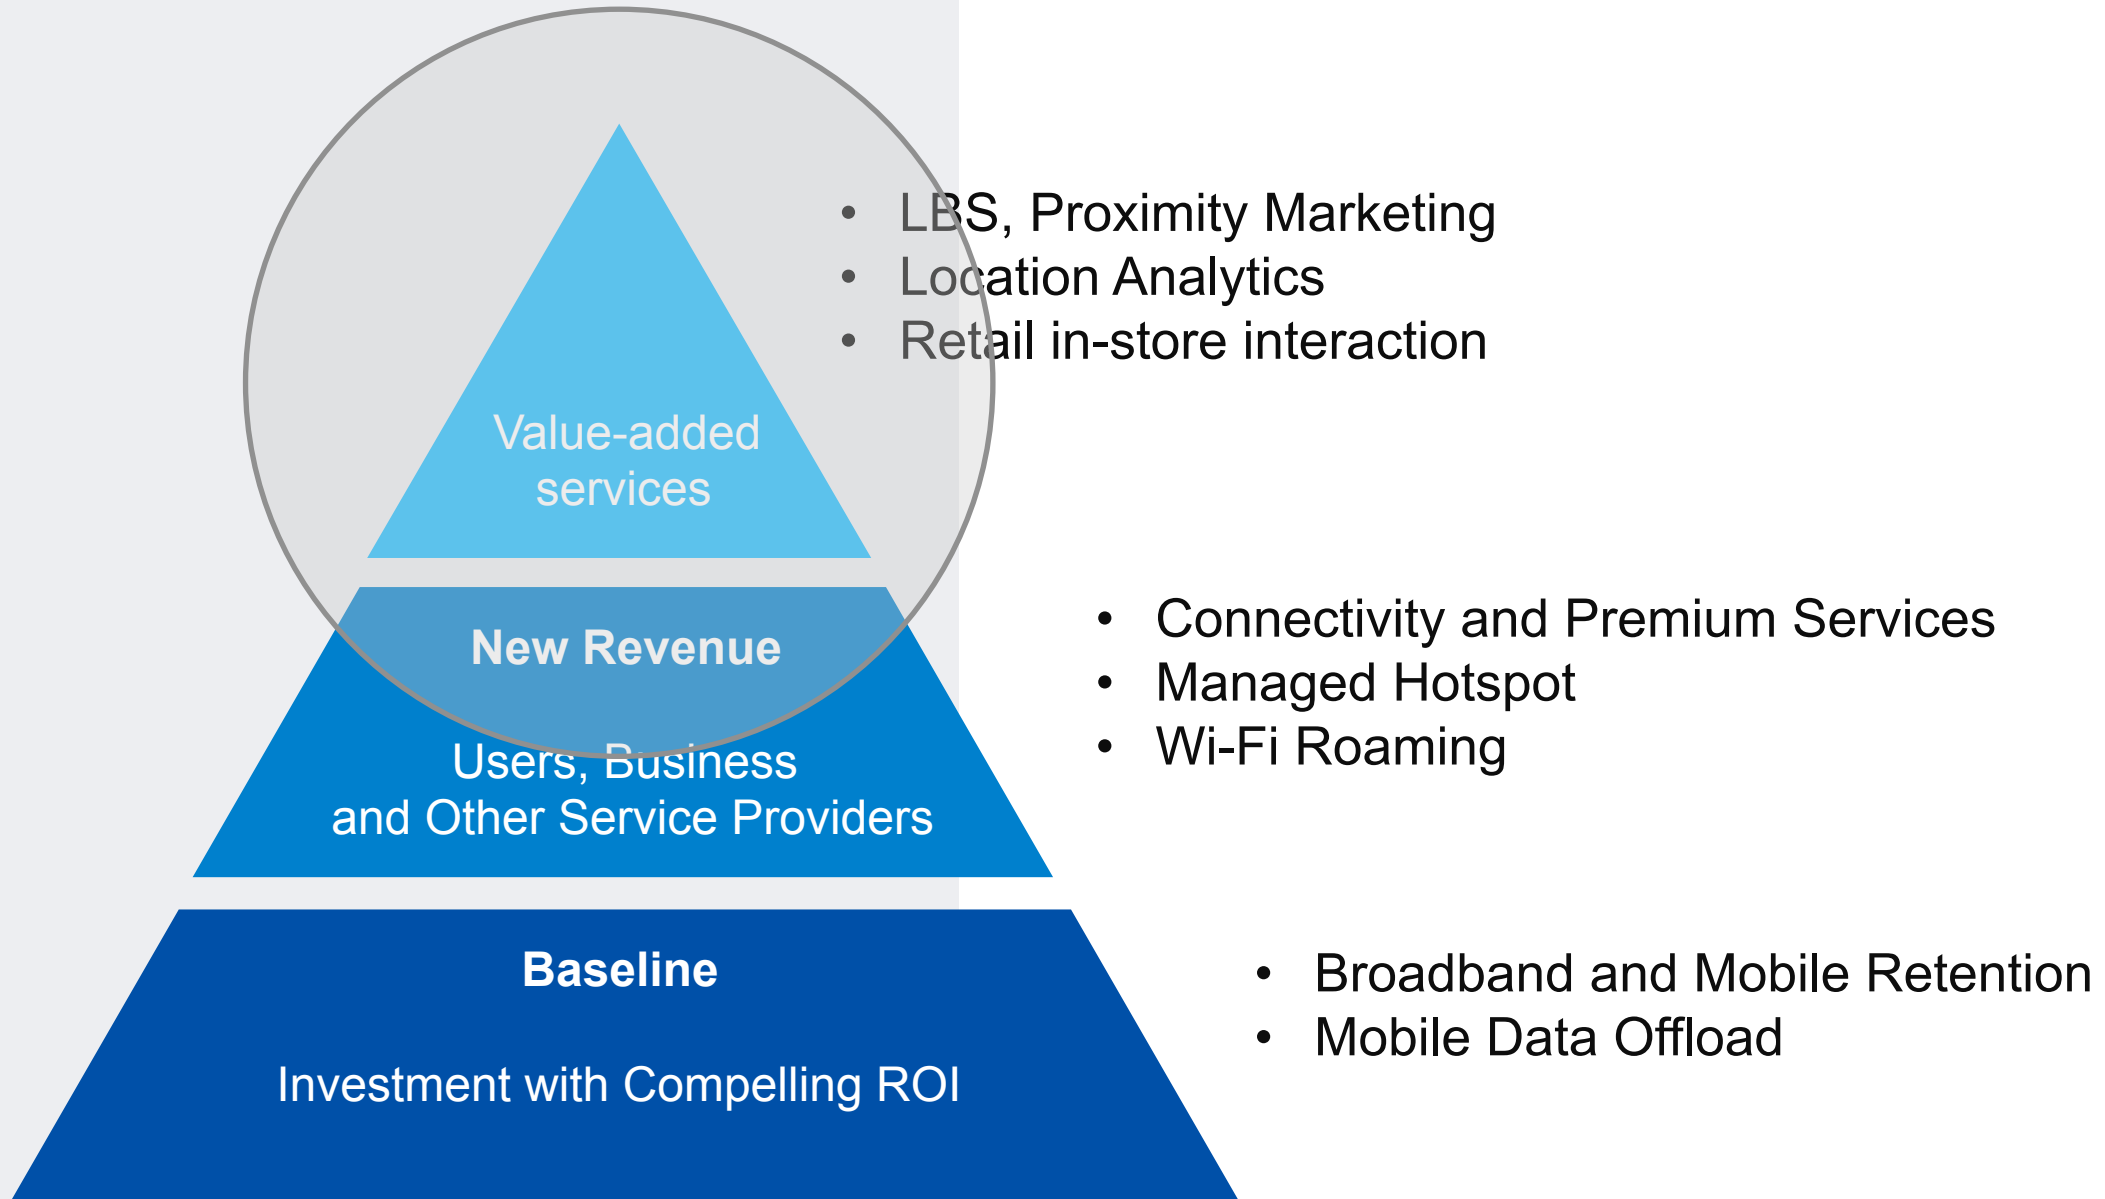 • LBS, Proximity Marketing
• Location Analytics
• Retail in-store interaction
Value-added
services
• Connectivity and Premium Services
• Managed Hotspot
• Wi-Fi Roaming
New Revenue
Users, Business
and Other Service Providers
Baseline
Investment with Compelling ROI
• Broadband and Mobile Retention
• Mobile Data Offload